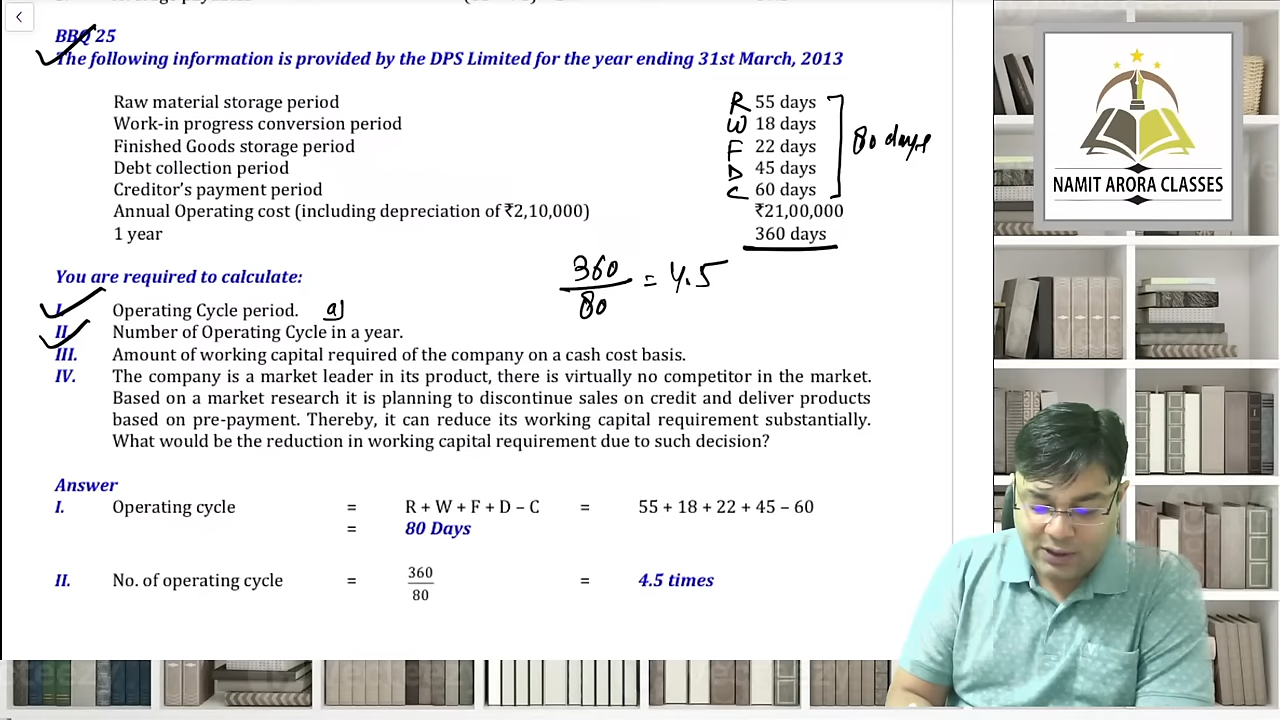 BBQ 25
The following information is provided by the DPS Limited for the year ending 31st March, 2013
Raw material storage period R 55 days
Work-in progress conversion period W 18 days
Finished Goods storage period F 22 days
80 days
Debt collection period D 45 days
Creditor's payment period C 60 days
Annual Operating cost (including depreciation of ₹2,10,000) ₹21,00,000
1 year 360 days
You are required to calculate:
360/80 = 4.5
I. Operating Cycle period. a)
II. Number of Operating Cycle in a year.
III. Amount of working capital required of the company on a cash cost basis.
IV. The company is a market leader in its product, there is virtually no competitor in the market.
Based on a market research it is planning to discontinue sales on credit and deliver products
based on pre-payment. Thereby, it can reduce its working capital requirement substantially.
What would be the reduction in working capital requirement due to such decision?
Answer
I. Operating cycle = R + W + F + D – C = 55 + 18 + 22 + 45 – 60
= 80 Days
II. No. of operating cycle = 360/80 = 4.5 times
NAMIT ARORA CLASSES